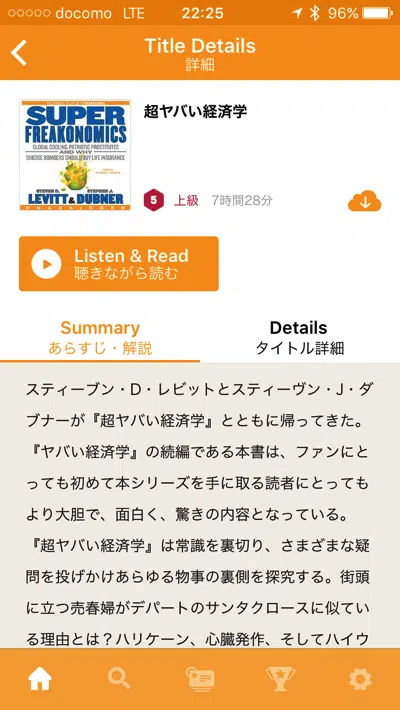 docomo LTE 22:25 96%
Title Details
詳細
SUPER
FREAKONOMICS
GLOBAL COOLING, PATRIOTIC PROSTITUTES
AND WHY
SUICIDE BOMBERS SHOULD BUY LIFE INSURANCE
STEVEN D. STEPHEN J.
LEVITT & DUBNER
UNABRIDGED
超ヤバい経済学
5 上級 7時間28分
Listen & Read
聴きながら読む
Summary Details
あらすじ・解説 タイトル詳細
スティーブン・D・レビットとスティーヴン・J・ダ
ブナーが『超ヤバい経済学』とともに帰ってきた。
『ヤバい経済学』の続編である本書は、ファンにと
っても初めて本シリーズを手に取る読者にとっても
より大胆で、面白く、驚きの内容となっている。
『超ヤバい経済学』は常識を裏切り、さまざまな疑
問を投げかけあらゆる物事の裏側を探究する。街頭
に立つ売春婦がデパートのサンタクロースに似てい
る理由とは？ハリケーン、心臓発作、そしてハイウ